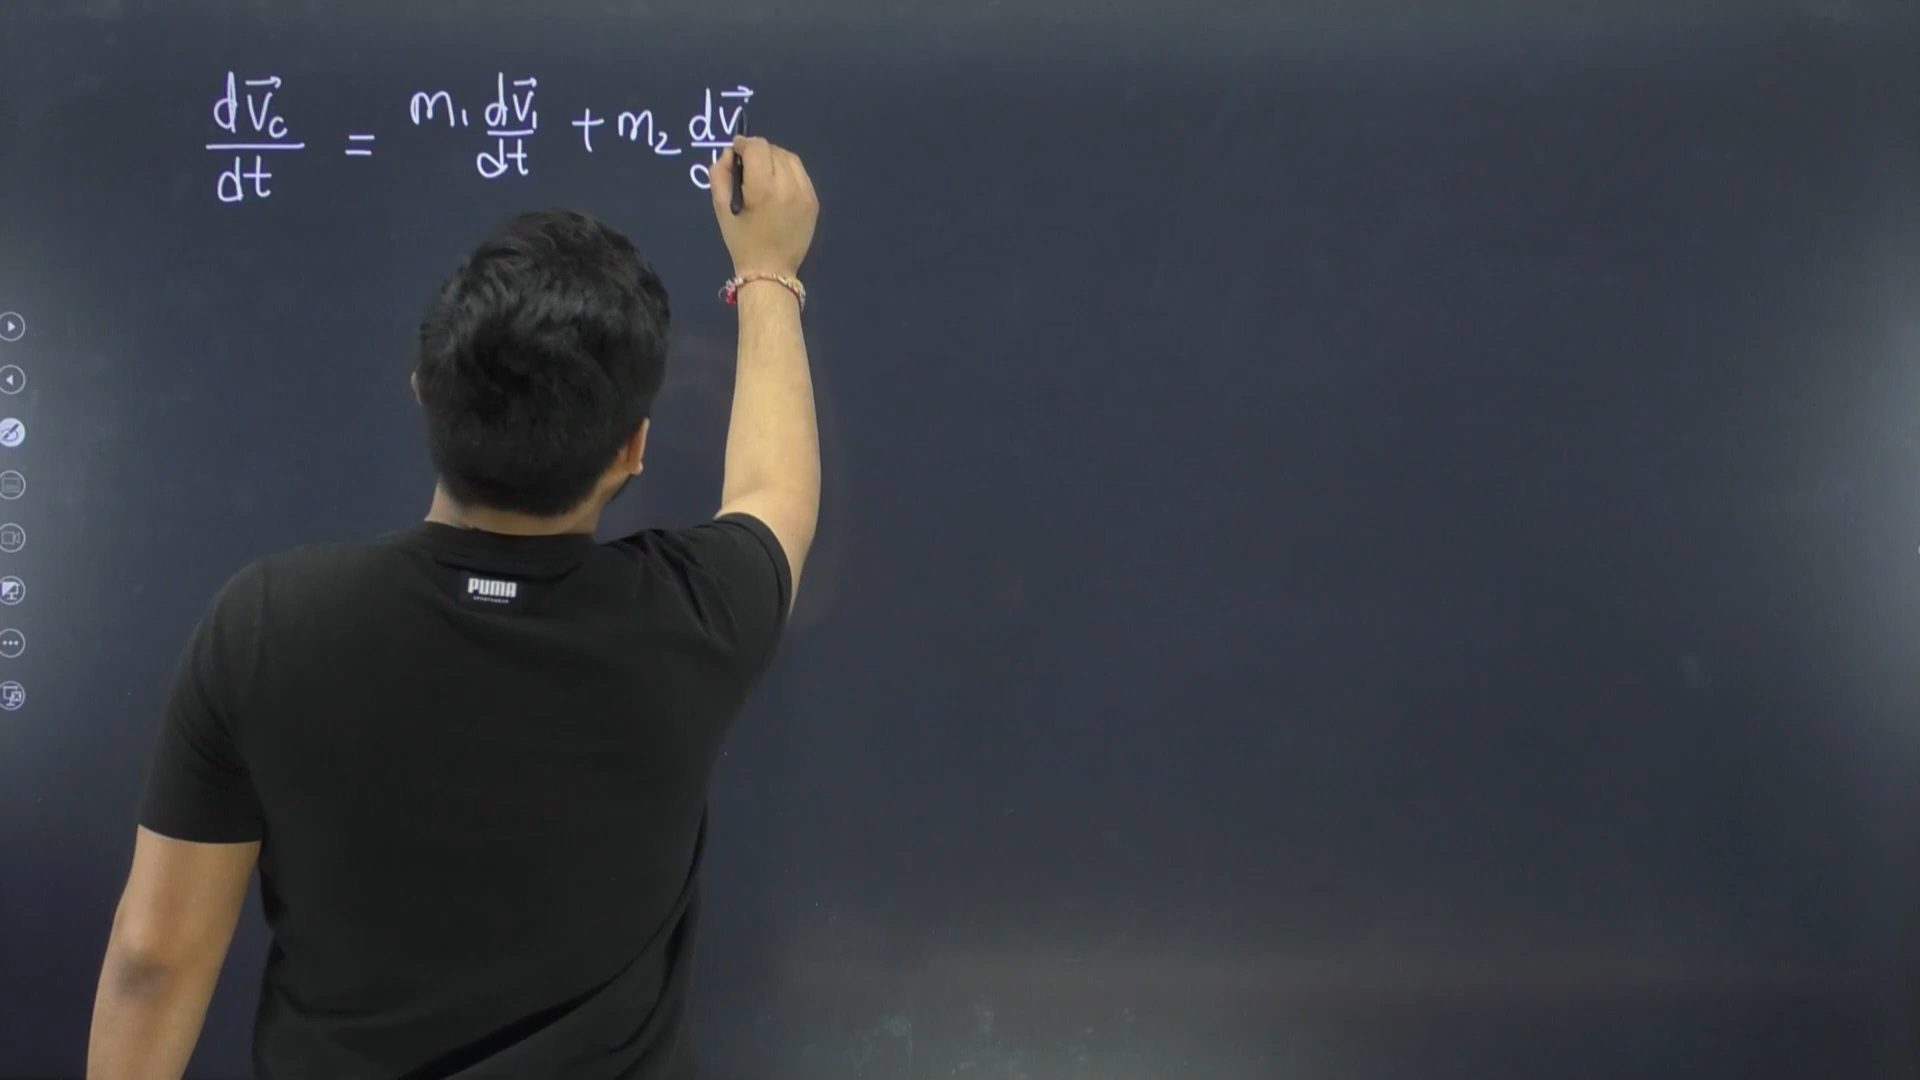 dv⃗c/dt = m₁ dv⃗₁/dt + m₂ dv⃗/d
PUMA